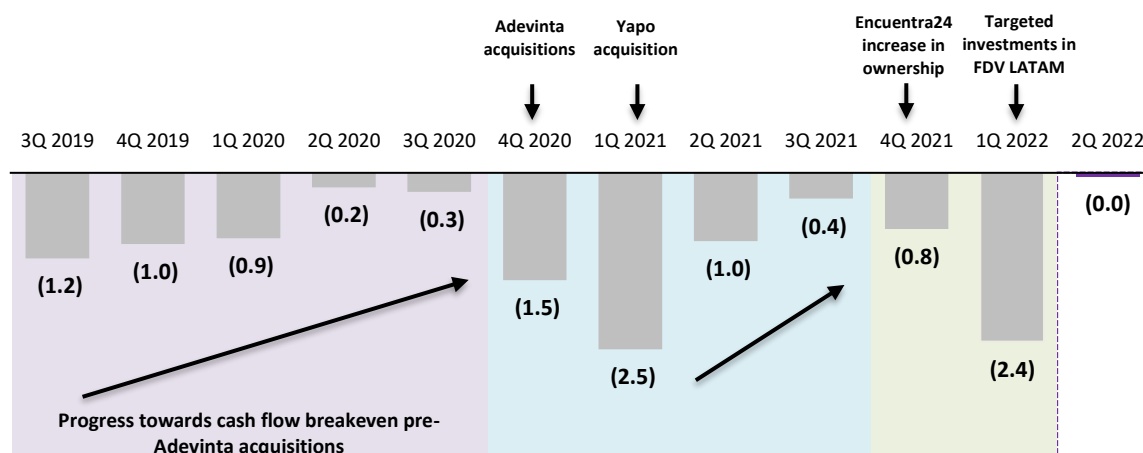 Adevinta
acquisitions
Yapo
acquisition
Encuentra24
increase in
ownership
Targeted
investments in
FDV LATAM
3Q 2019 4Q 2019 1Q 2020 2Q 2020 3Q 2020 4Q 2020 1Q 2021 2Q 2021 3Q 2021 4Q 2021 1Q 2022 2Q 2022
(1.2) (1.0) (0.9) (0.2) (0.3) (1.5) (2.5) (1.0) (0.4) (0.8) (2.4) (0.0)
Progress towards cash flow breakeven pre-
Adevinta acquisitions